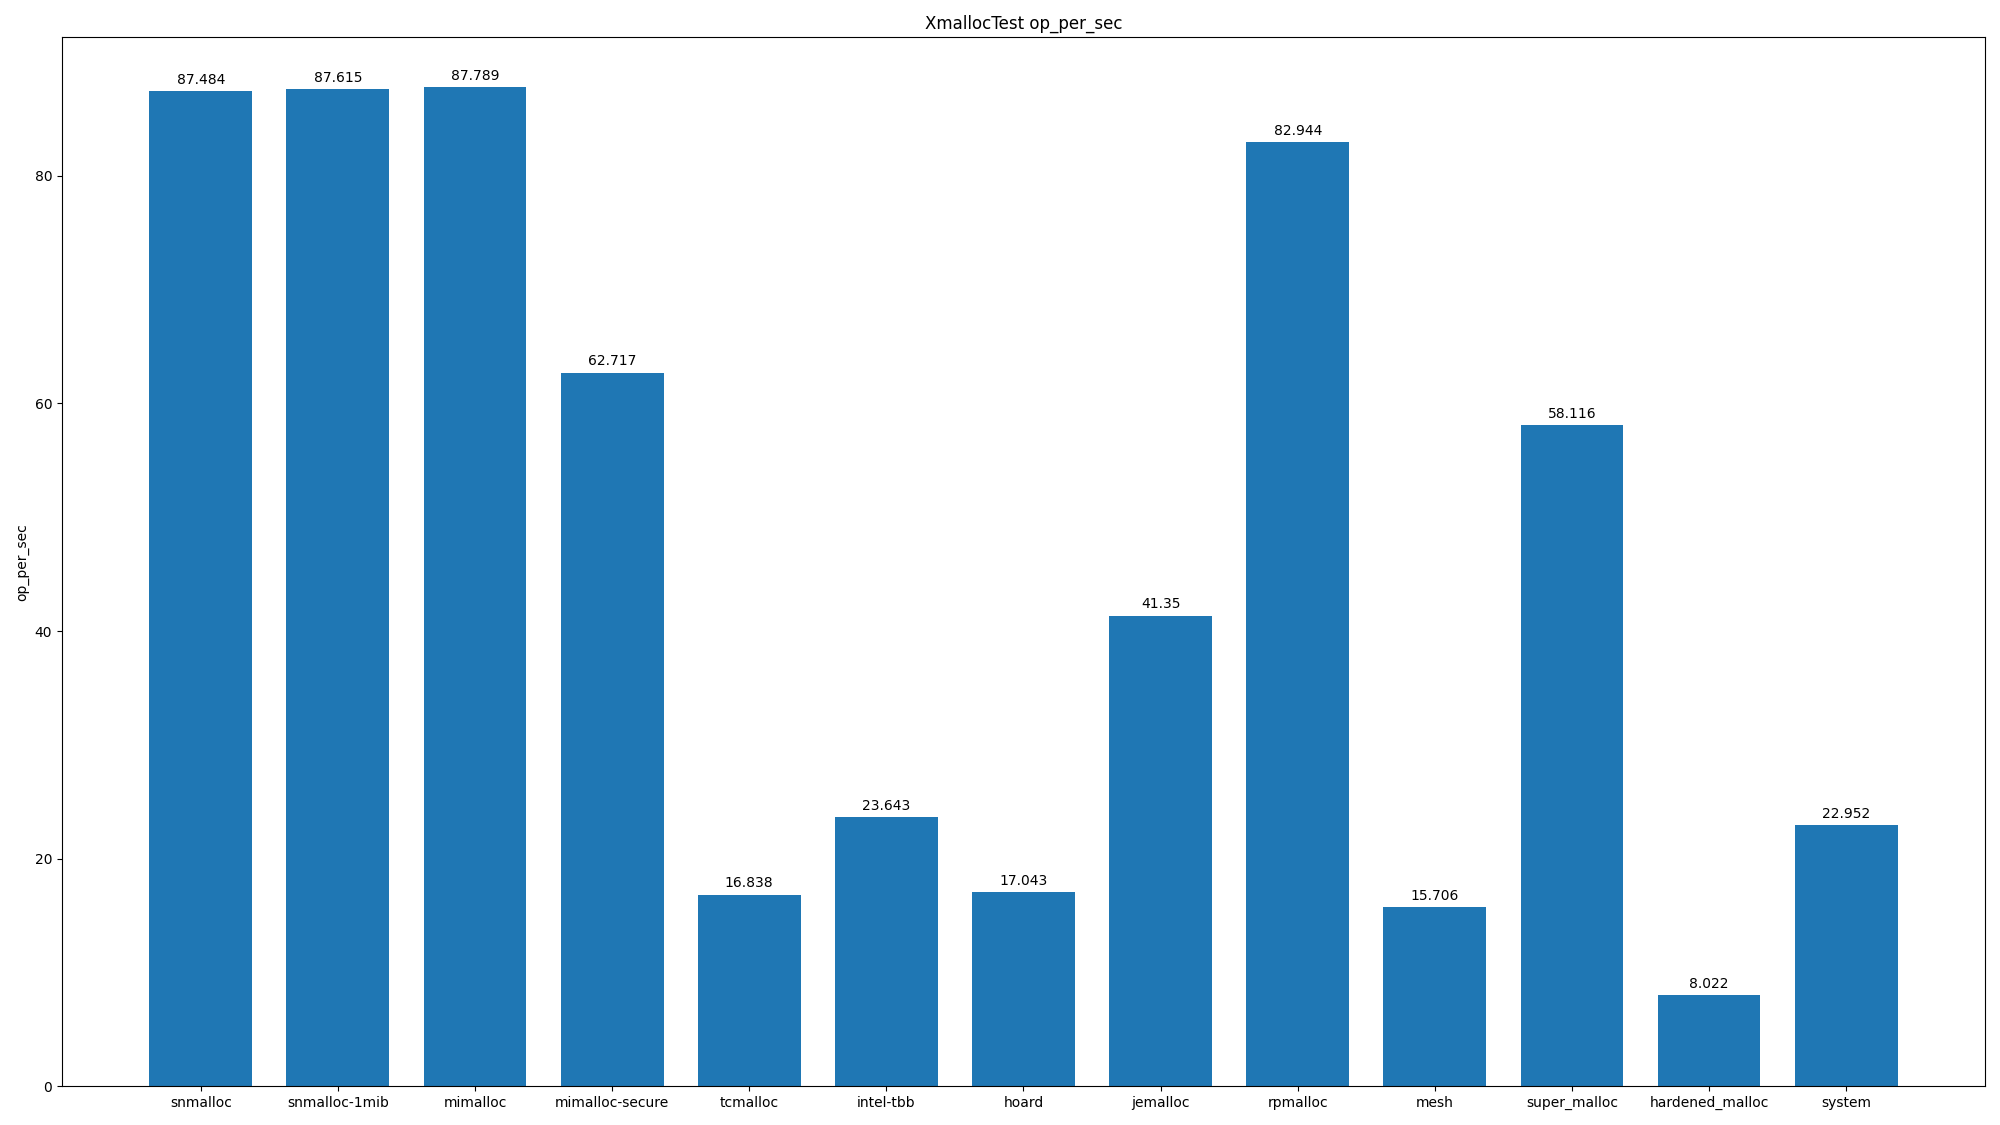 XmallocTest op_per_sec
87.484
87.615
87.789
62.717
16.838
23.643
17.043
41.35
82.944
15.706
58.116
8.022
22.952
80
60
40
20
0
op_per_sec
snmalloc
snmalloc-1mib
mimalloc
mimalloc-secure
tcmalloc
intel-tbb
hoard
jemalloc
rpmalloc
mesh
super_malloc
hardened_malloc
system